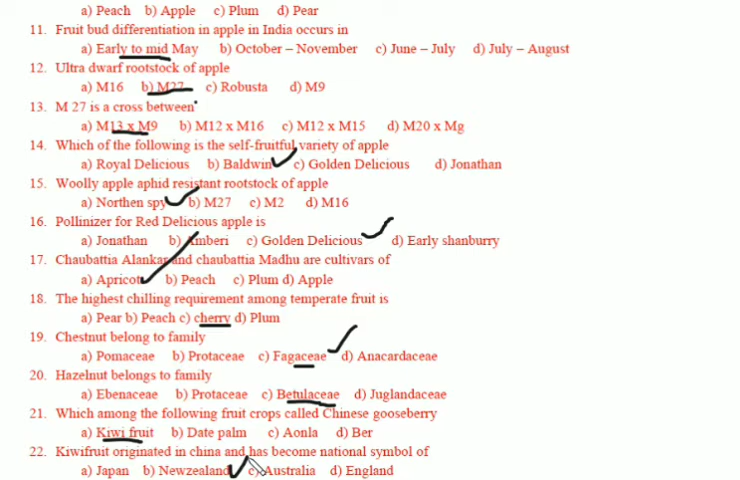 a) Peach b) Apple c) Plum d) Pear
11. Fruit bud differentiation in apple in India occurs in
a) Early to mid May b) October – November c) June – July d) July – August
12. Ultra dwarf rootstock of apple
a) M16 b) M27 c) Robusta d) M9
13. M 27 is a cross between
a) M13 x M9 b) M12 x M16 c) M12 x M15 d) M20 x Mg
14. Which of the following is the self-fruitful variety of apple
a) Royal Delicious b) Baldwin c) Golden Delicious d) Jonathan
15. Woolly apple aphid resistant rootstock of apple
a) Northen spy b) M27 c) M2 d) M16
16. Pollinizer for Red Delicious apple is
a) Jonathan b) Amberi c) Golden Delicious d) Early shanburry
17. Chaubattia Alankar and chaubattia Madhu are cultivars of
a) Apricot b) Peach c) Plum d) Apple
18. The highest chilling requirement among temperate fruit is
a) Pear b) Peach c) cherry d) Plum
19. Chestnut belong to family
a) Pomaceae b) Protaceae c) Fagaceae d) Anacardaceae
20. Hazelnut belongs to family
a) Ebenaceae b) Protaceae c) Betulaceae d) Juglandaceae
21. Which among the following fruit crops called Chinese gooseberry
a) Kiwi fruit b) Date palm c) Aonla d) Ber
22. Kiwifruit originated in china and has become national symbol of
a) Japan b) Newzealand c) Australia d) England